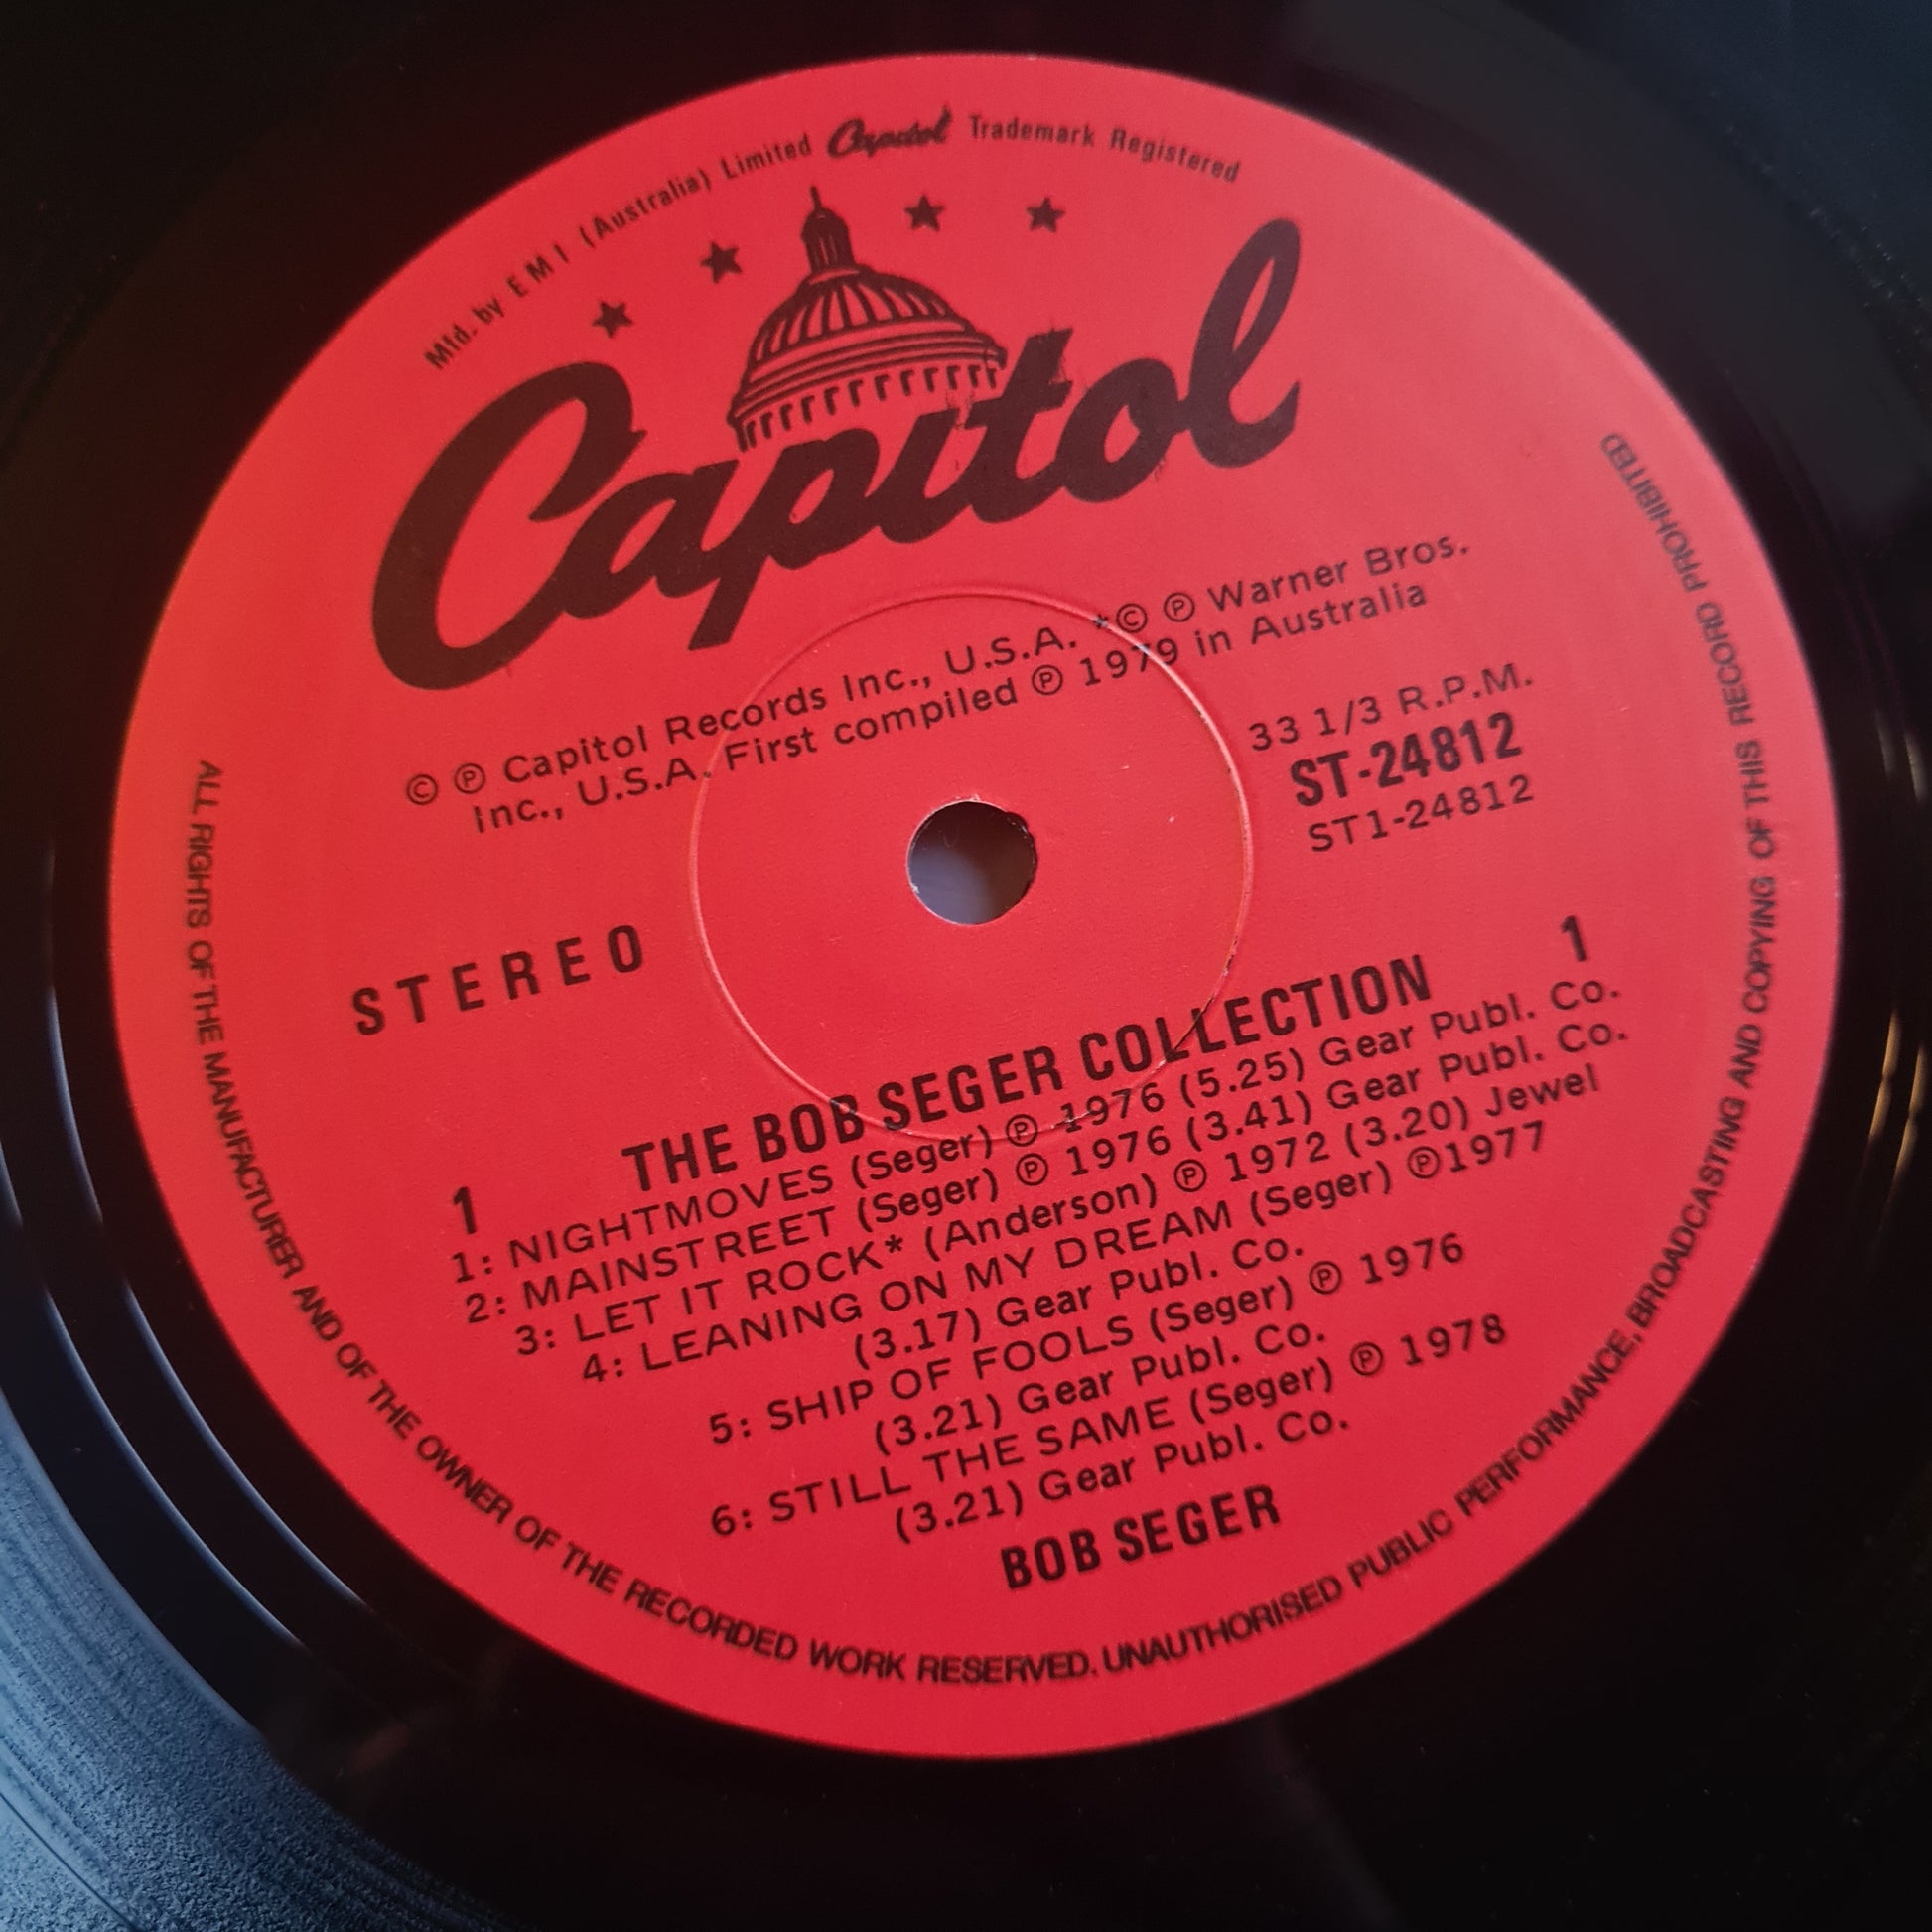 Mfd. by E M I (Australia) Limited Capitol Trademark Registered
Capitol
© ℗ Capitol Records Inc., U.S.A. *© ℗ Warner Bros.
Inc., U.S.A. First compiled ℗ 1979 in Australia
33 1/3 R.P.M.
ST-24812
ST1-24812
STEREO
THE BOB SEGER COLLECTION
1 1
1: NIGHTMOVES (Seger) ℗ 1976 (5.25) Gear Publ. Co.
2: MAINSTREET (Seger) ℗ 1976 (3.41) Gear Publ. Co.
3: LET IT ROCK* (Anderson) ℗ 1972 (3.20) Jewel
4: LEANING ON MY DREAM (Seger) ℗1977
(3.17) Gear Publ. Co.
5: SHIP OF FOOLS (Seger) ℗ 1976
(3.21) Gear Publ. Co.
6: STILL THE SAME (Seger) ℗ 1978
(3.21) Gear Publ. Co.
BOB SEGER
ALL RIGHTS OF THE MANUFACTURER AND OF THE OWNER OF THE RECORDED WORK RESERVED. UNAUTHORISED PUBLIC PERFORMANCE, BROADCASTING AND COPYING OF THIS RECORD PROHIBITED